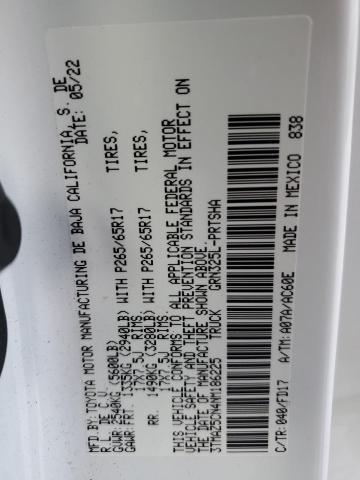 MFD.BY:TOYOTA MOTOR MANUFACTURING DE BAJA CALIFORNIA, S. DE
R.L. DE C.V. DATE: 05/22
GVWR: 2540KG (5600LB)
GAWR:FRT. 1335KG (2940LB) WITH P265/65R17 TIRES,
17X7.5J RIMS.
RR. 1490KG (3280LB) WITH P265/65R17 TIRES,
17X7.5J RIMS.
THIS VEHICLE CONFORMS TO ALL APPLICABLE FEDERAL MOTOR
VEHICLE SAFETY AND THEFT PREVENTION STANDARDS IN EFFECT ON
THE DATE OF MANUFACTURE SHOWN ABOVE.
3TMAZ5CN4NM186225 TRUCK GRN325L-PRTSHA
C/TR: 040/FD17 A/TM: A07A/AC60E MADE IN MEXICO 838